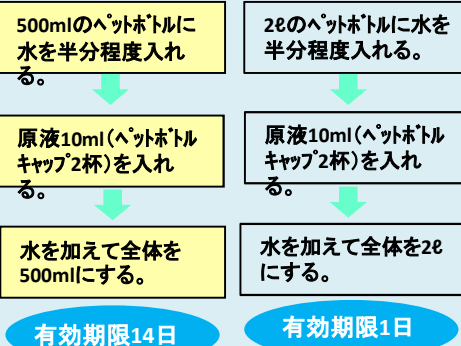 500mlのﾍﾟｯﾄﾎﾞﾄﾙに
水を半分程度入れ
る。
原液10ml(ﾍﾟｯﾄﾎﾞﾄﾙ
ｷｬｯﾌﾟ2杯)を入れ
る。
水を加えて全体を
500mlにする。
有効期限14日
2ℓのペットボトルに水を
半分程度入れる。
原液10ml(ﾍﾟｯﾄﾎﾞﾄﾙ
ｷｬｯﾌﾟ2杯)を入れ
る。
水を加えて全体を2ℓ
にする。
有効期限1日